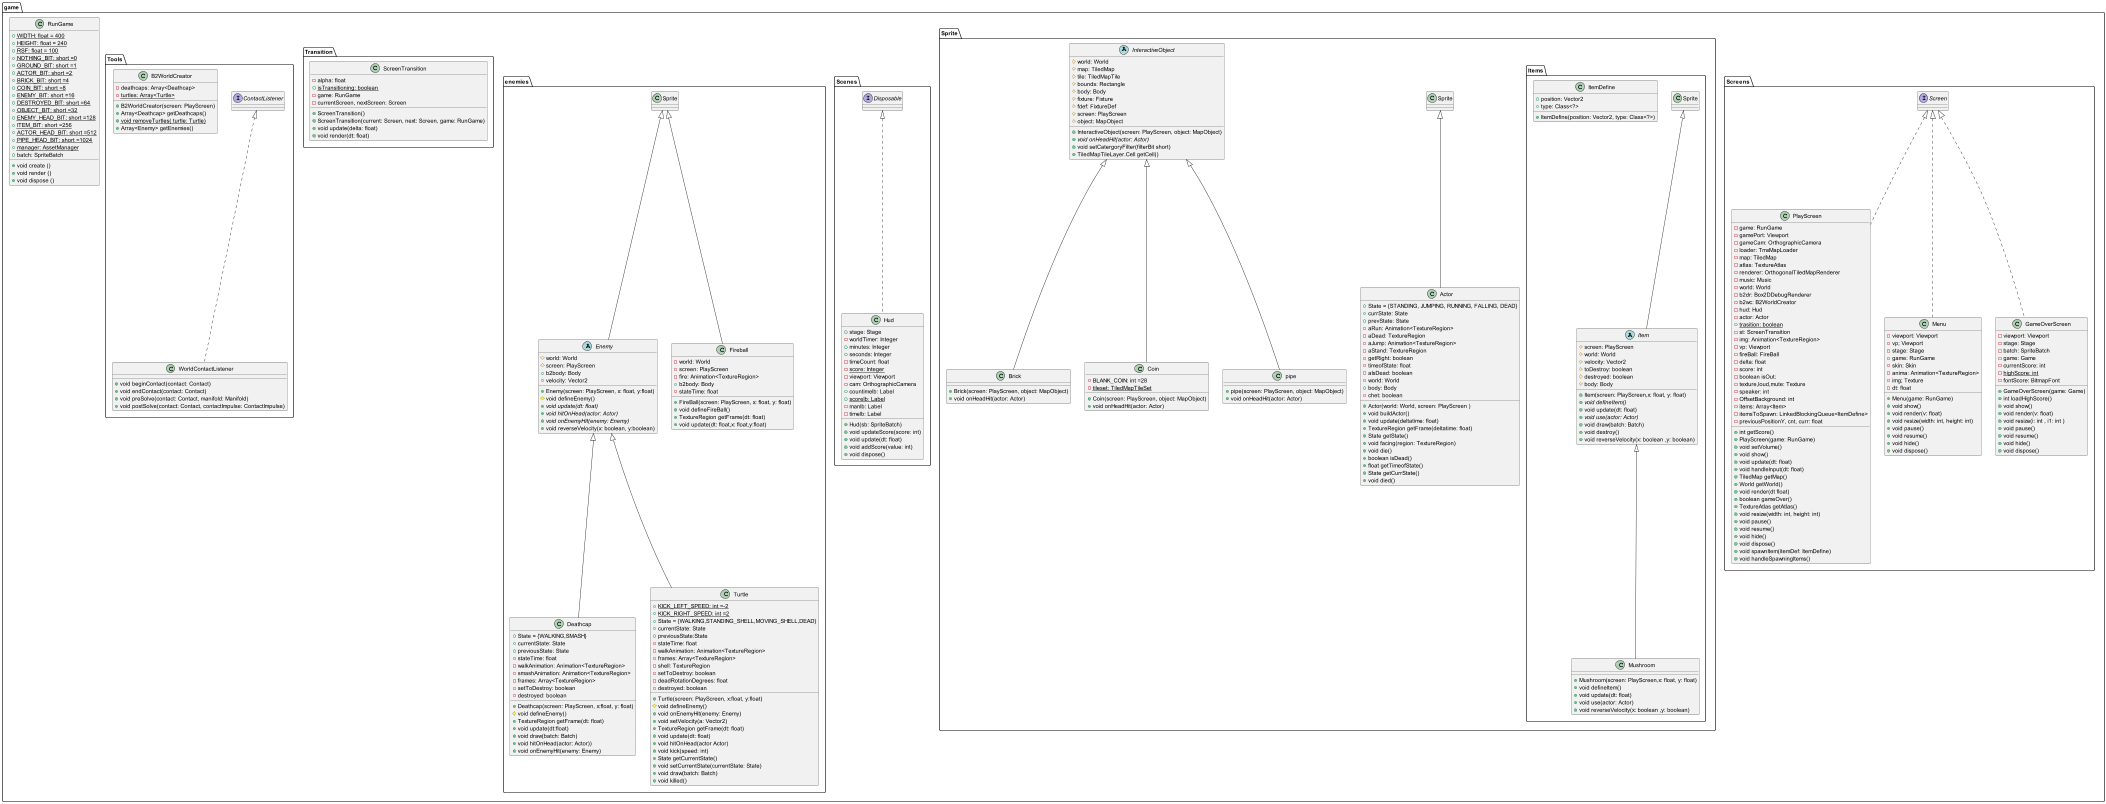 game
RunGame
WIDTH: float = 400
HEIGHT: float = 240
RSF: float = 100
NOTHING_BIT: short =0
GROUND_BIT: short =1
ACTOR_BIT: short =2
BRICK_BIT: short =4
COIN_BIT: short =8
ENEMY_BIT: short =16
DESTROYED_BIT: short =64
OBJECT_BIT: short =32
ENEMY_HEAD_BIT: short =128
ITEM_BIT: short =256
ACTOR_HEAD_BIT: short =512
PIPE_HEAD_BIT: short =1024
manager: AssetManager
batch: SpriteBatch
void create ()
void render ()
void dispose ()
Tools
B2WorldCreator
deathcaps: Array<Deathcap>
turtles: Array<Turtle>
B2WorldCreator(screen: PlayScreen)
Array<Deathcap> getDeathcaps()
void removeTurtles( turtle: Turtle)
Array<Enemy> getEnemies()
ContactListener
WorldContactListener
void beginContact(contact: Contact)
void endContact(contact: Contact)
void preSolve(contact: Contact, manifold: Manifold)
void postSolve(contact: Contact, contactImpulse: ContactImpulse)
Transition
ScreenTransition
alpha: float
isTransitioning: boolean
game: RunGame
currentScreen, nextScreen: Screen
ScreenTransition()
ScreenTransition(current: Screen, next: Screen, game: RunGame)
void update(delta: float)
void render(dt: float)
enemies
Sprite
Enemy
world: World
screen: PlayScreen
b2body: Body
velocity: Vector2
Enemy(screen: PlayScreen, x: float, y:float)
void defineEnemy()
void update(dt: float)
void hitOnHead(actor: Actor)
void onEnemyHit(enemy: Enemy)
void reverseVelocity(x: boolean, y:boolean)
Fireball
world: World
screen: PlayScreen
fire: Animation<TextureRegion>
b2body: Body
stateTime: float
FireBall(screen: PlayScreen, x: float, y: float)
void defineFireBall()
TextureRegion getFrame(dt: float)
void update(dt: float,x: float,y:float)
Deathcap
State = {WALKING,SMASH}
currentState: State
previousState: State
stateTime: float
walkAnimation: Animation<TextureRegion>
smashAnimation: Animation<TextureRegion>
frames: Array<TextureRegion>
setToDestroy: boolean
destroyed: boolean
Deathcap(screen: PlayScreen, x:float, y: float)
void defineEnemy()
TextureRegion getFrame(dt: float)
void update(dt:float)
void draw(batch: Batch)
void hitOnHead(actor: Actor))
void onEnemyHit(enemy: Enemy)
Turtle
KICK_LEFT_SPEED: int =-2
KICK_RIGHT_SPEED: int =2
State = {WALKING,STANDING_SHELL,MOVING_SHELL,DEAD}
currentState: State
previousState:State
stateTime: float
walkAnimation: Animation<TextureRegion>
frames: Array<TextureRegion>
shell: TextureRegion
setToDestroy: boolean
deadRotationDegrees: float
destroyed: boolean
Turtle(screen: PlayScreen, x:float, y:float)
void defineEnemy()
void onEnemyHit(enemy: Enemy)
void setVelocity(a: Vector2)
TextureRegion getFrame(dt: float)
void update(dt: float)
void hitOnHead(actor Actor)
void kick(speed: int)
State getCurrentState()
void setCurrentState(currentState: State)
void draw(batch: Batch)
void killed()
Scenes
Disposable
Hud
stage: Stage
worldTimer: Integer
minutes: Integer
seconds: Integer
timeCount: float
score: Integer
viewport: Viewport
cam: OrthographicCamera
countimelb: Label
scorelb: Label
manlb: Label
timelb: Label
Hud(sb: SpriteBatch)
void updateScore(score: int)
void update(dt: float)
void addScore(value: int)
void dispose()
Sprite
InteractiveObject
world: World
map: TiledMap
tile: TiledMapTile
bounds: Rectangle
body: Body
fixture: Fixture
fdef: FixtureDef
screen: PlayScreen
object: MapObject
InteractiveObject(screen: PlayScreen, object: MapObject)
void onHeadHit(actor: Actor)
void setCatergoryFilter(filterBit short)
TiledMapTileLayer.Cell getCell()
Brick
Brick(screen: PlayScreen, object: MapObject)
void onHeadHit(actor: Actor)
Coin
BLANK_COIN: int =28
tileset: TiledMapTileSet
Coin(screen: PlayScreen, object: MapObject)
void onHeadHit(actor: Actor)
pipe
pipe(screen: PlayScreen, object: MapObject)
void onHeadHit(actor: Actor)
Sprite
Actor
State = {STANDING, JUMPING, RUNNING, FALLING, DEAD}
currState: State
prevState: State
aRun: Animation<TextureRegion>
aDead: TextureRegion
aJump: Animation<TextureRegion>
aStand: TextureRegion
getRight: boolean
timeofState: float
aIsDead: boolean
world: World
body: Body
chet: boolean
Actor(world: World, screen: PlayScreen )
void buildActor()
void update(deltatime: float)
TextureRegion getFrame(deltatime: float)
State getState()
void facing(region: TextureRegion)
void die()
boolean isDead()
float getTimeofState()
State getCurrState()
void died()
Items
ItemDefine
position: Vector2
type: Class<?>
ItemDefine(position: Vector2, type: Class<?>)
Sprite
Item
screen: PlayScreen
world: World
velocity: Vector2
toDestroy: boolean
destroyed: boolean
body: Body
Item(screen: PlayScreen,x: float, y: float)
void defineItem()
void update(dt: float)
void use(actor: Actor)
void draw(batch: Batch)
void destroy()
void reverseVelocity(x: boolean ,y: boolean)
Mushroom
Mushroom(screen: PlayScreen,x: float, y: float)
void defineItem()
void update(dt: float)
void use(actor: Actor)
void reverseVelocity(x: boolean ,y: boolean)
Screens
Screen
PlayScreen
game: RunGame
gamePort: Viewport
gameCam: OrthographicCamera
loader: TmxMapLoader
map: TiledMap
atlas: TextureAtlas
renderer: OrthogonalTiledMapRenderer
music: Music
world: World
b2dr: Box2DDebugRenderer
b2wc: B2WorldCreator
hud: Hud
actor: Actor
trasition: boolean
st: ScreenTransition
img: Animation<TextureRegion>
vp: Viewport
fireBall: FireBall
delta: float
score: int
boolean isOut:
texture,loud,mute: Texture
speaker: int
OffsetBackground: int
items: Array<Item>
itemsToSpawn: LinkedBlockingQueue<ItemDefine>
previousPositionY, cnt, curr: float
int getScore()
PlayScreen(game: RunGame)
void setVolume()
void show()
void update(dt: float)
void handleInput(dt: float)
TiledMap getMap()
World getWorld()
void render(dt float)
boolean gameOver()
TextureAtlas getAtlas()
void resize(width: int, height: int)
void pause()
void resume()
void hide()
void dispose()
void spawnItem(itemDef: ItemDefine)
void handleSpawningItems()
Menu
viewport: Viewport
vp: Viewport
stage: Stage
game: RunGame
skin: Skin
anima: Animation<TextureRegion>
img: Texture
dt: float
Menu(game: RunGame)
void show()
void render(v: float)
void resize(width: int, height: int)
void pause()
void resume()
void hide()
void dispose()
GameOverScreen
viewport: Viewport
stage: Stage
batch: SpriteBatch
game: Game
currentScore: int
highScore: int
fontScore: BitmapFont
GameOverScreen(game: Game)
int loadHighScore()
void show()
void render(v: float)
void resize(i: int , i1: int )
void pause()
void resume()
void hide()
void dispose()